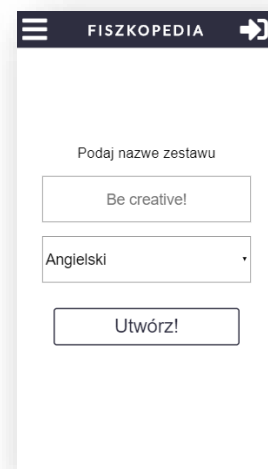 FISZKOPEDIA
Podaj nazwe zestawu
Be creative!
Angielski
Utwórz!